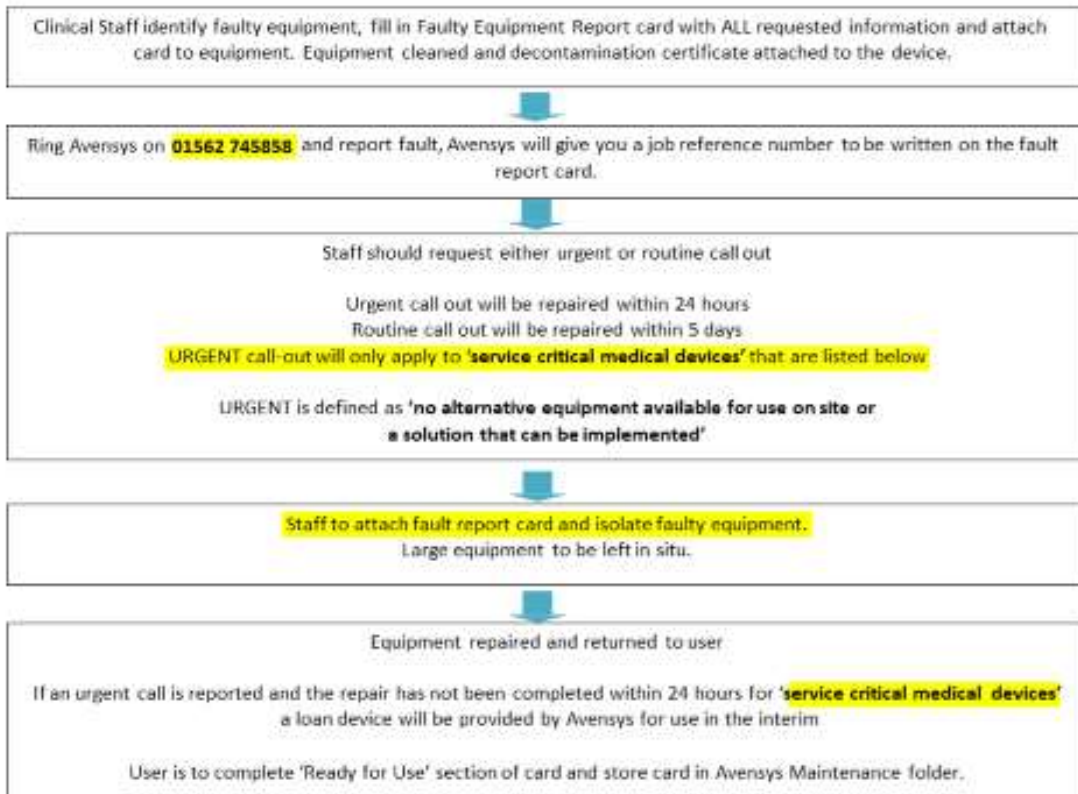 Clinical Staff identify faulty equipment, fill in Faulty Equipment Report card with ALL requested information and attach
card to equipment. Equipment cleaned and decontamination certificate attached to the device.
Ring Avensys on 01562 745858 and report fault, Avensys will give you a job reference number to be written on the fault
report card.
Staff should request either urgent or routine call out
Urgent call out will be repaired within 24 hours
Routine call out will be repaired within 5 days
URGENT call-out will only apply to ‘service critical medical devices’ that are listed below
URGENT is defined as ‘no alternative equipment available for use on site or
a solution that can be implemented’
Staff to attach fault report card and isolate faulty equipment.
Large equipment to be left in situ.
Equipment repaired and returned to user
If an urgent call is reported and the repair has not been completed within 24 hours for ‘service critical medical devices’
a loan device will be provided by Avensys for use in the interim
User is to complete ‘Ready for Use’ section of card and store card in Avensys Maintenance folder.